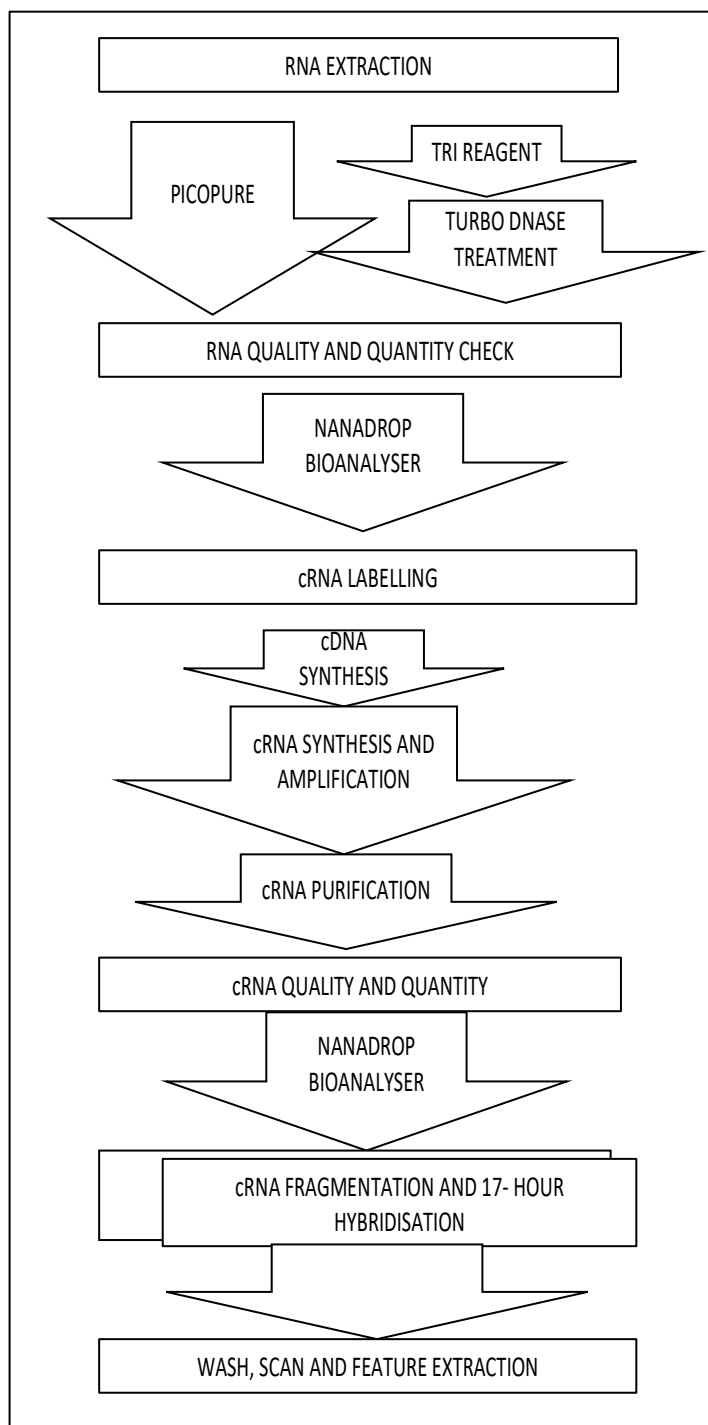 RNA EXTRACTION
PICOPURE
TRI REAGENT
TURBO DNASE
TREATMENT
RNA QUALITY AND QUANTITY CHECK
NANADROP
BIOANALYSER
cRNA LABELLING
cDNA
SYNTHESIS
cRNA SYNTHESIS AND
AMPLIFICATION
cRNA PURIFICATION
cRNA QUALITY AND QUANTITY
NANADROP
BIOANALYSER
cRNA FRAGMENTATION AND 17- HOUR
HYBRIDISATION
WASH, SCAN AND FEATURE EXTRACTION